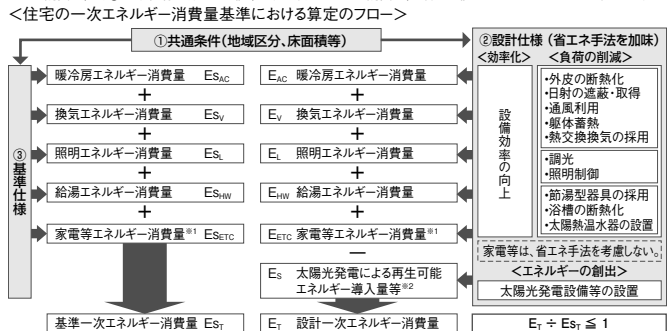 ＜住宅の一次エネルギー消費量基準における算定のフロー＞
①共通条件（地域区分、床面積等）
②設計仕様（省エネ手法を加味）
＜効率化＞ ＜負荷の削減＞
③基準仕様
暖冷房エネルギー消費量 EsAC
＋
換気エネルギー消費量 EsV
＋
照明エネルギー消費量 EsL
＋
給湯エネルギー消費量 EsHW
＋
家電等エネルギー消費量※1 EsETC
基準一次エネルギー消費量 EsT
EAC 暖冷房エネルギー消費量
＋
EV 換気エネルギー消費量
＋
EL 照明エネルギー消費量
＋
EHW 給湯エネルギー消費量
＋
EETC 家電等エネルギー消費量※1
－
ES 太陽光発電による再生可能
エネルギー導入量等※2
ET 設計一次エネルギー消費量
設備効率の向上
・外皮の断熱化
・日射の遮蔽・取得
・通風利用
・躯体蓄熱
・熱交換換気の採用
・調光
・照明制御
・節湯型器具の採用
・浴槽の断熱化
・太陽熱温水器の設置
家電等は、省エネ手法を考慮しない。
＜エネルギーの創出＞
太陽光発電設備等の設置
ET ÷ EsT ≦ 1